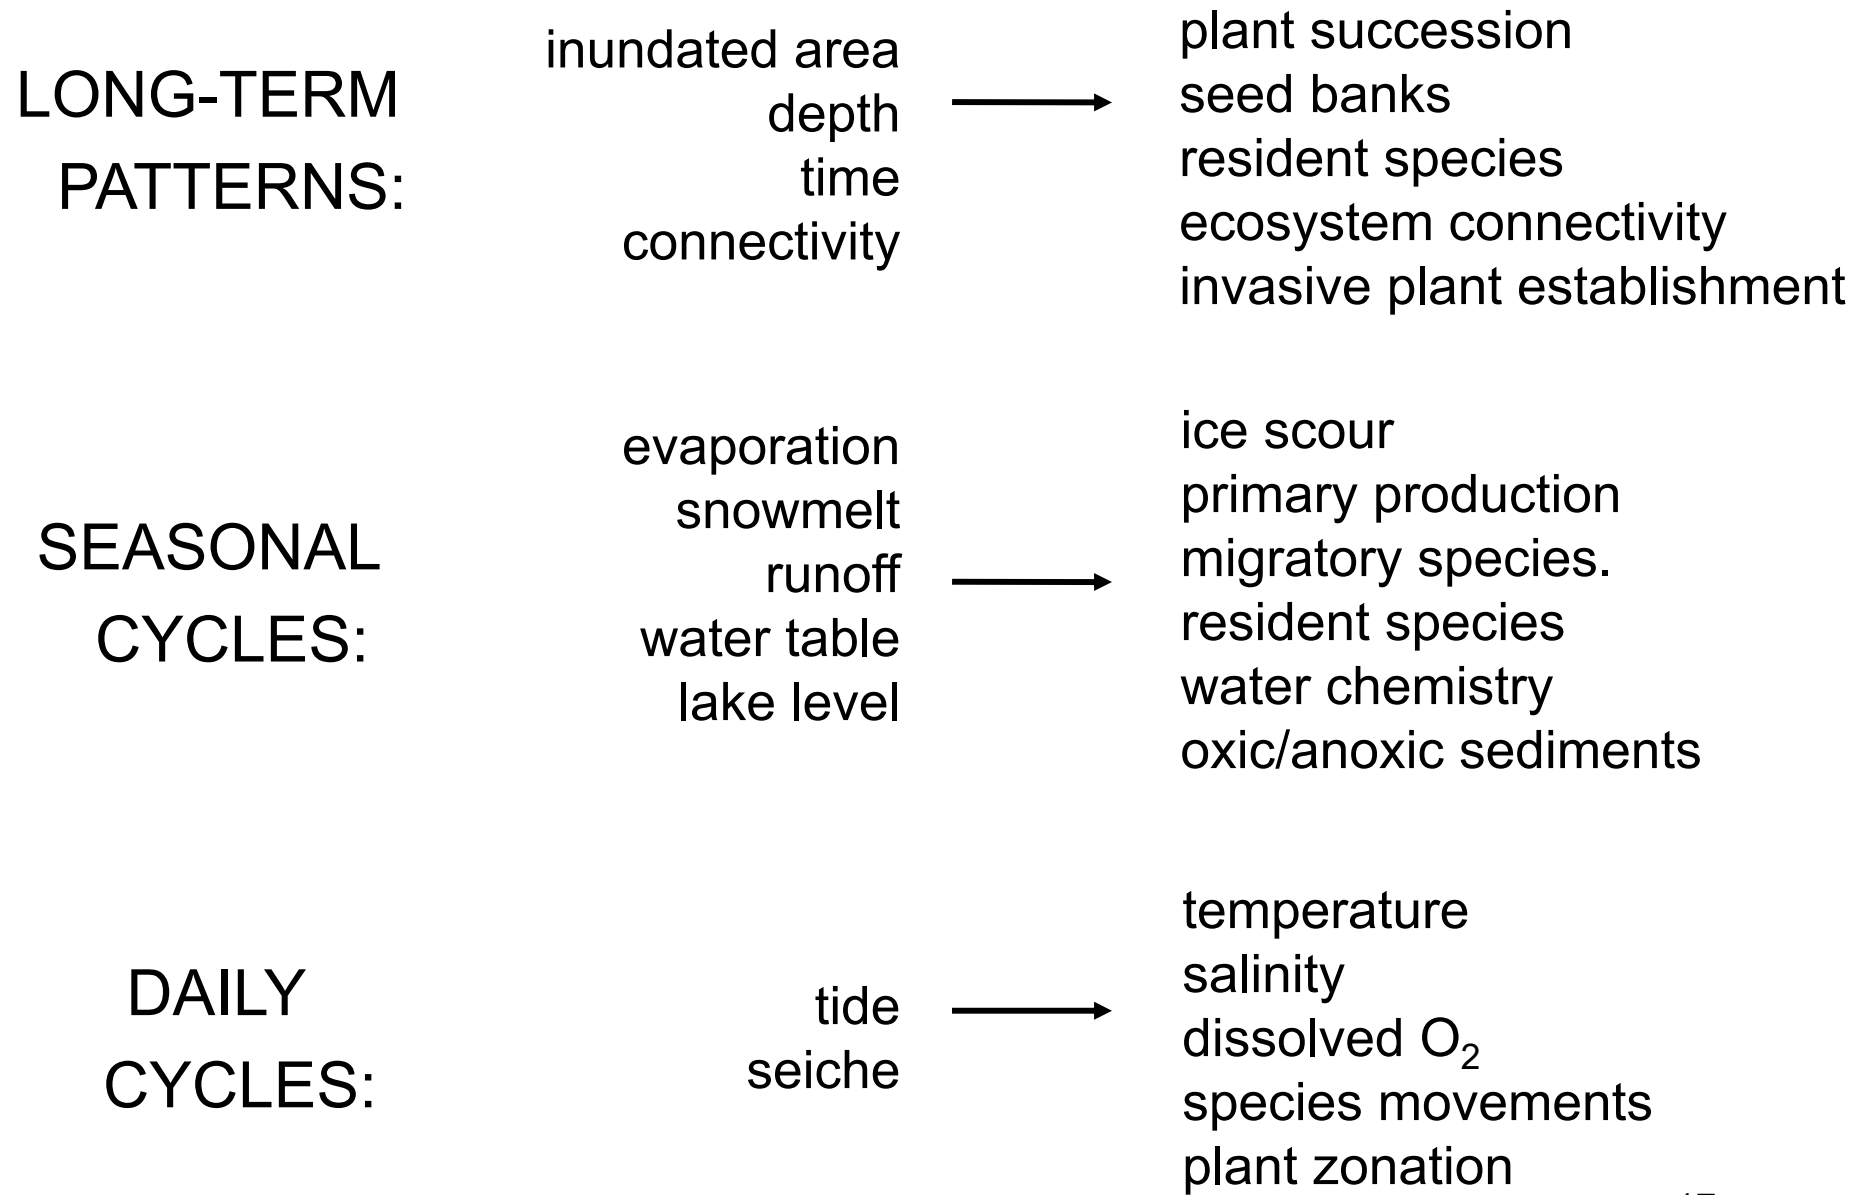 LONG-TERM
PATTERNS:
inundated area
depth
time
connectivity
plant succession
seed banks
resident species
ecosystem connectivity
invasive plant establishment
SEASONAL
CYCLES:
evaporation
snowmelt
runoff
water table
lake level
ice scour
primary production
migratory species.
resident species
water chemistry
oxic/anoxic sediments
DAILY
CYCLES:
tide
seiche
temperature
salinity
dissolved O₂
species movements
plant zonation